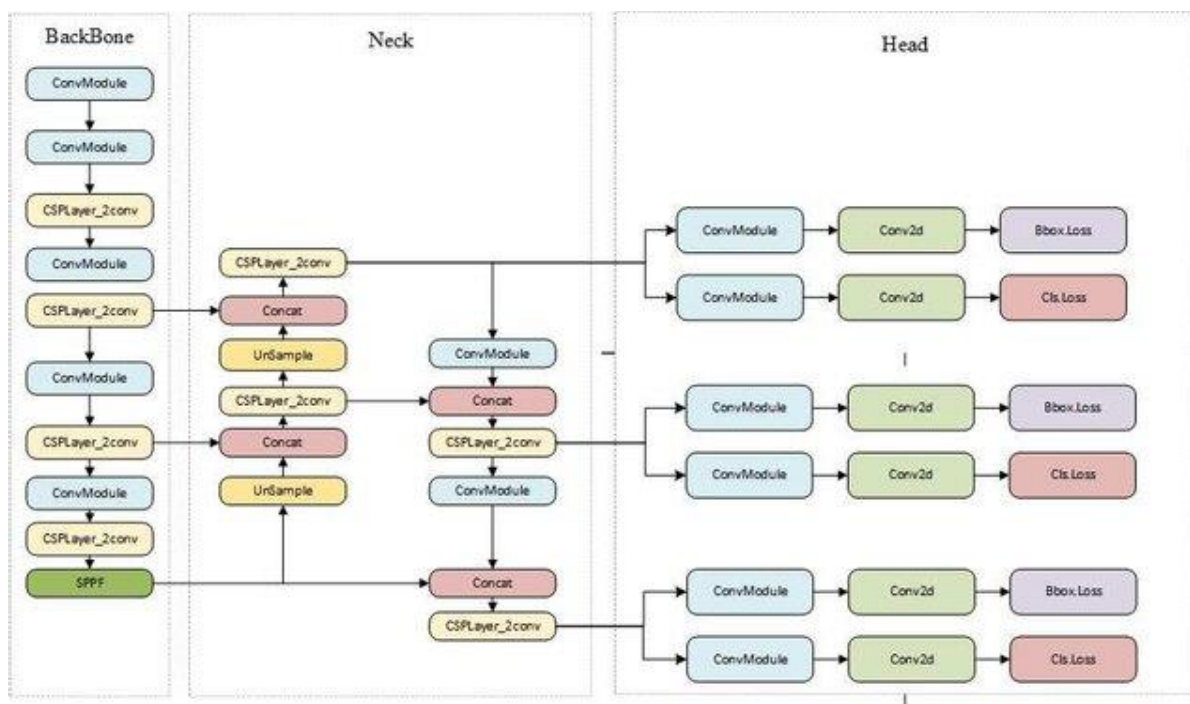 BackBone
ConvModule
ConvModule
CSPLayer_2conv
ConvModule
CSPLayer_2conv
ConvModule
CSPLayer_2conv
ConvModule
CSPLayer_2conv
SPPF
Neck
CSPLayer_2conv
Concat
UnSample
CSPLayer_2conv
Concat
UnSample
ConvModule
Concat
CSPLayer_2conv
ConvModule
Concat
CSPLayer_2conv
Head
ConvModule Conv2d Bbox.Loss
ConvModule Conv2d Cls.Loss
ConvModule Conv2d Bbox.Loss
ConvModule Conv2d Cls.Loss
ConvModule Conv2d Bbox.Loss
ConvModule Conv2d Cls.Loss